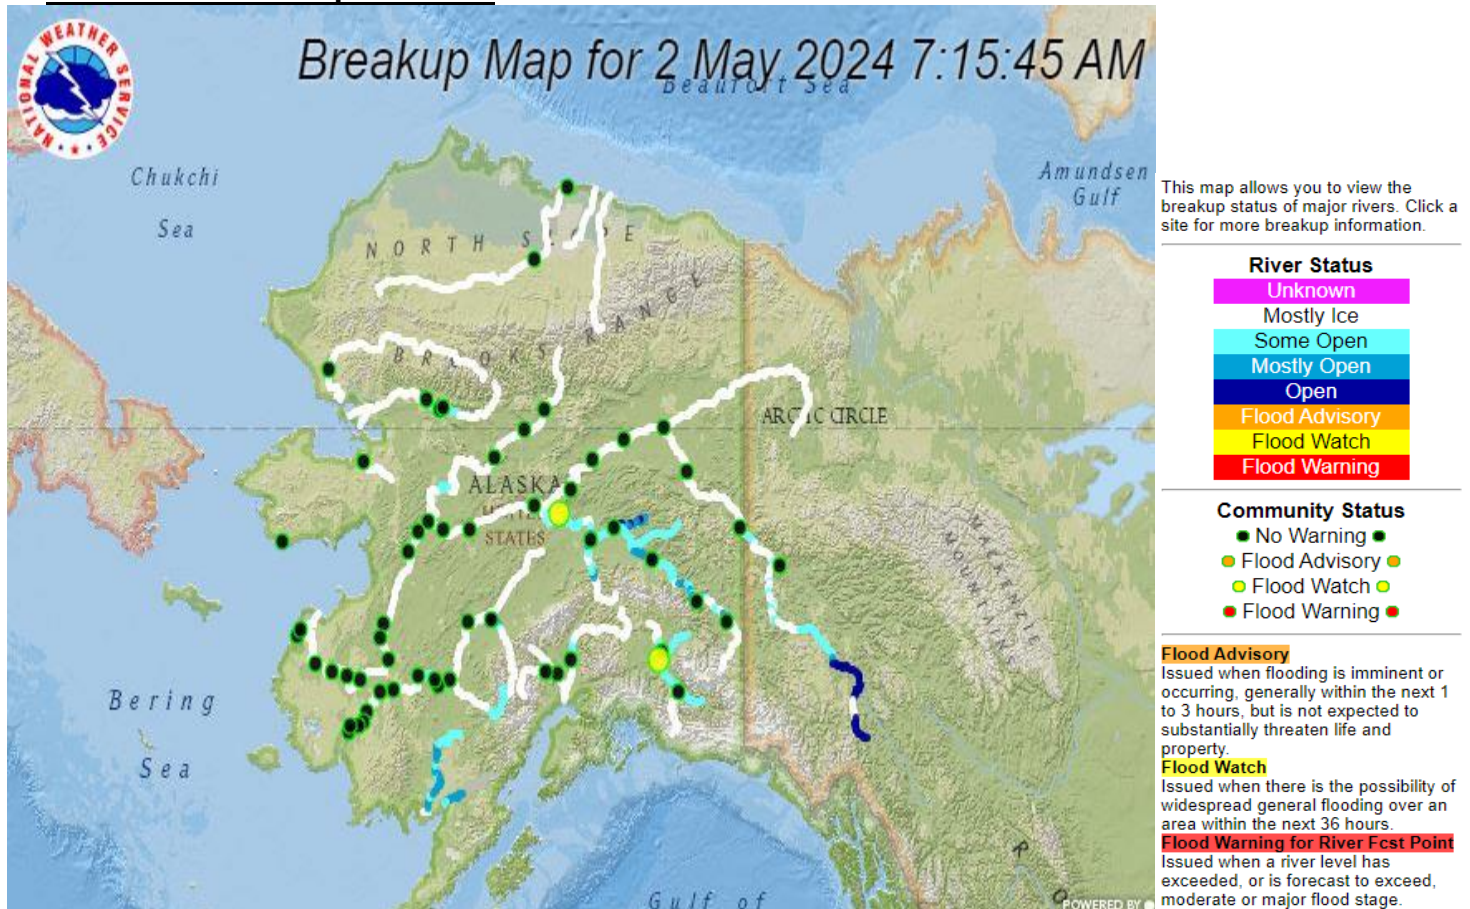 NATIONAL WEATHER SERVICE
Breakup Map for 2 May 2024 7:15:45 AM
Beaufort Sea
Chukchi
Sea
Amundsen
Gulf
NORTH SLOPE
BROOKS RANGE
ARCTIC CIRCLE
ALASKA
UNITED
STATES
MACKENZIE
MOUNTAINS
Bering
Sea
Gulf of
R
O
POWERED BY
This map allows you to view the
breakup status of major rivers. Click a
site for more breakup information.
River Status
Unknown
Mostly Ice
Some Open
Mostly Open
Open
Flood Advisory
Flood Watch
Flood Warning
Community Status
No Warning
Flood Advisory
Flood Watch
Flood Warning
Flood Advisory
Issued when flooding is imminent or
occurring, generally within the next 1
to 3 hours, but is not expected to
substantially threaten life and
property.
Flood Watch
Issued when there is the possibility of
widespread general flooding over an
area within the next 36 hours.
Flood Warning for River Fcst Point
Issued when a river level has
exceeded, or is forecast to exceed,
moderate or major flood stage.